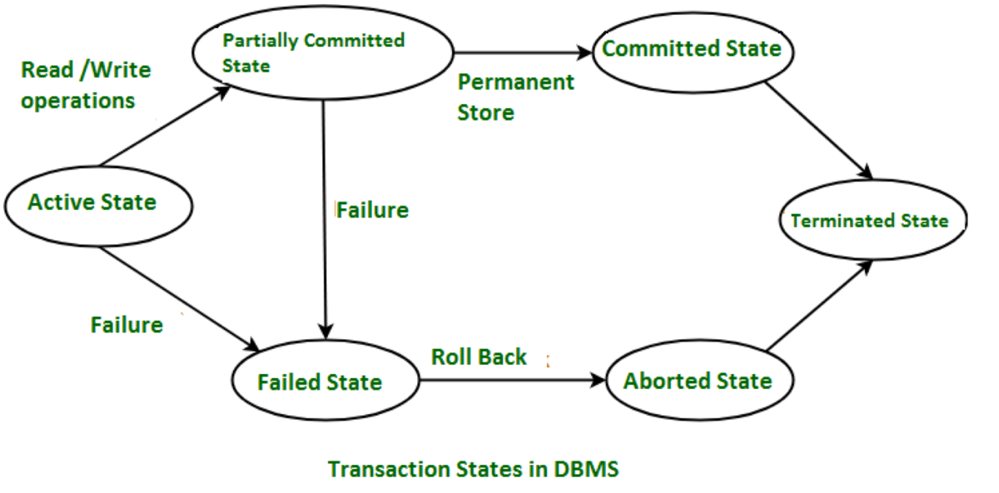 Partially Committed
State
Committed State
Read /Write
operations
Permanent
Store
Active State
Failure
Terminated State
Failure
Roll Back
Failed State
Aborted State
Transaction States in DBMS